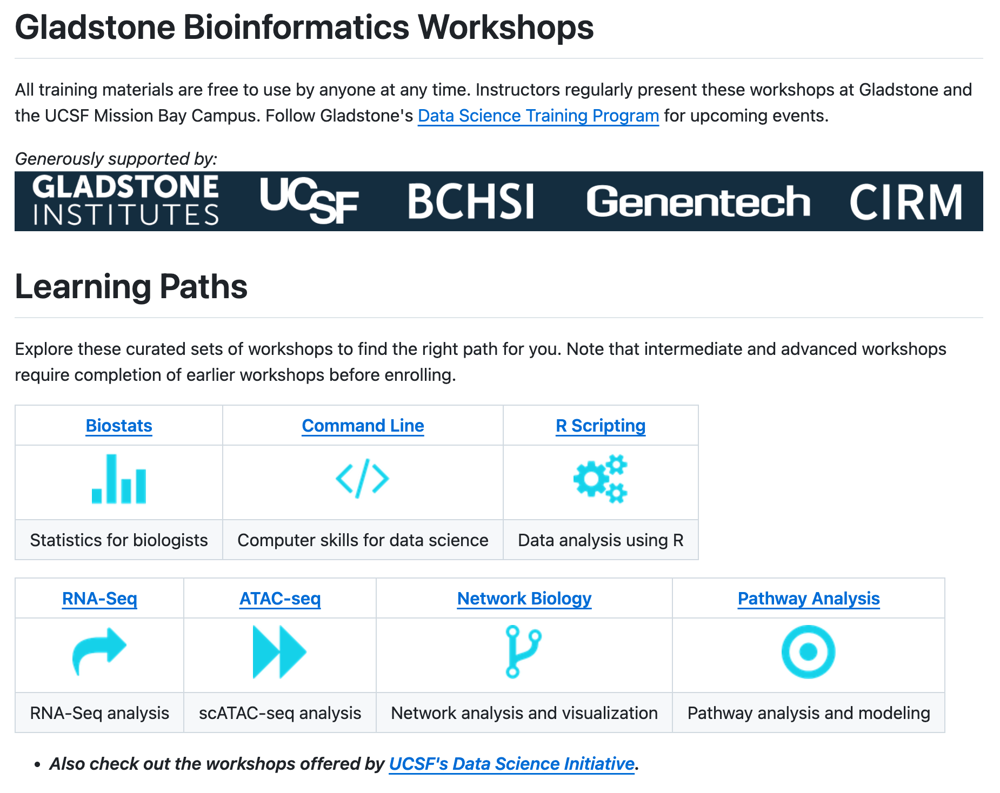 Gladstone Bioinformatics Workshops
All training materials are free to use by anyone at any time. Instructors regularly present these workshops at Gladstone and
the UCSF Mission Bay Campus. Follow Gladstone's Data Science Training Program for upcoming events.
Generously supported by:
GLADSTONE INSTITUTES UCSF BCHSI Genentech CIRM
Learning Paths
Explore these curated sets of workshops to find the right path for you. Note that intermediate and advanced workshops
require completion of earlier workshops before enrolling.
Biostats Command Line R Scripting
</>
Statistics for biologists Computer skills for data science Data analysis using R
RNA-Seq ATAC-seq Network Biology Pathway Analysis
RNA-Seq analysis scATAC-seq analysis Network analysis and visualization Pathway analysis and modeling
• Also check out the workshops offered by UCSF's Data Science Initiative.